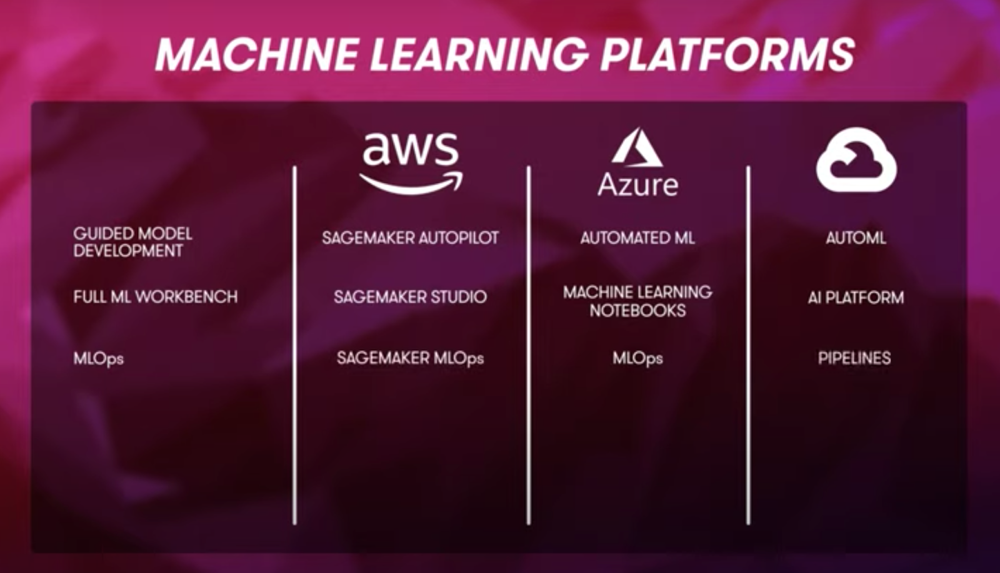 MACHINE LEARNING PLATFORMS
aws
Azure
GUIDED MODEL
DEVELOPMENT
SAGEMAKER AUTOPILOT
AUTOMATED ML
AUTOML
FULL ML WORKBENCH
SAGEMAKER STUDIO
MACHINE LEARNING
NOTEBOOKS
AI PLATFORM
MLOps
SAGEMAKER MLOps
MLOps
PIPELINES